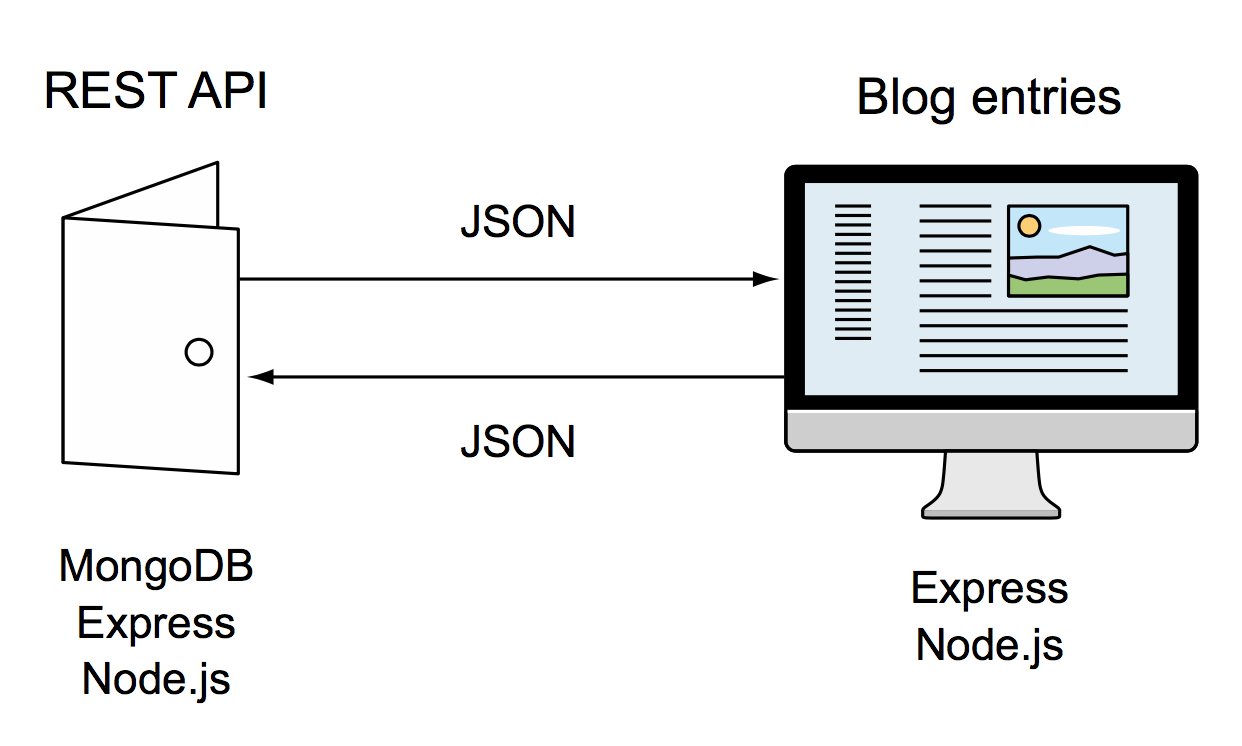 REST API
Blog entries
JSON
JSON
MongoDB
Express
Node.js
Express
Node.js